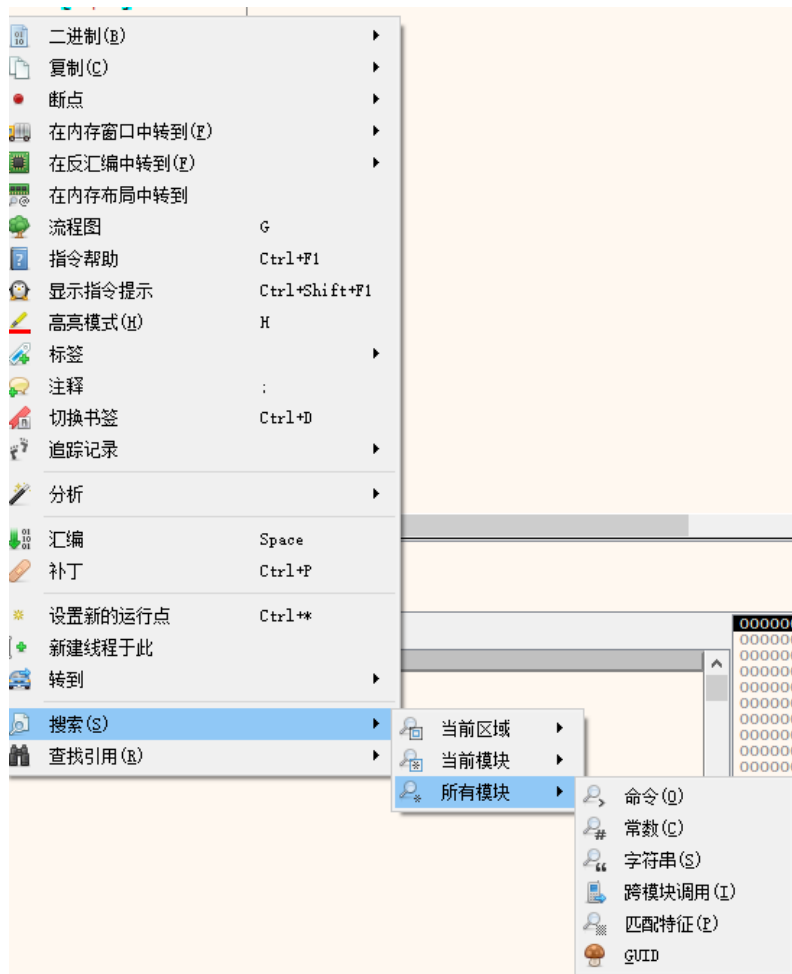 二进制(B)
复制(C)
断点
在内存窗口中转到(F)
在反汇编中转到(F)
在内存布局中转到
流程图 G
指令帮助 Ctrl+F1
显示指令提示 Ctrl+Shift+F1
高亮模式(H) H
标签
注释 ;
切换书签 Ctrl+D
追踪记录
分析
汇编 Space
补丁 Ctrl+P
设置新的运行点 Ctrl+*
新建线程于此
转到
搜索(S)
查找引用(R)
当前区域
当前模块
所有模块
命令(O)
常数(C)
字符串(S)
跨模块调用(I)
匹配特征(P)
GUID